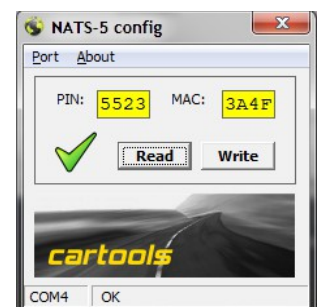 NATS-5 config
Port About
PIN: 5523 MAC: 3A4F
Read Write
cartools
COM4 OK